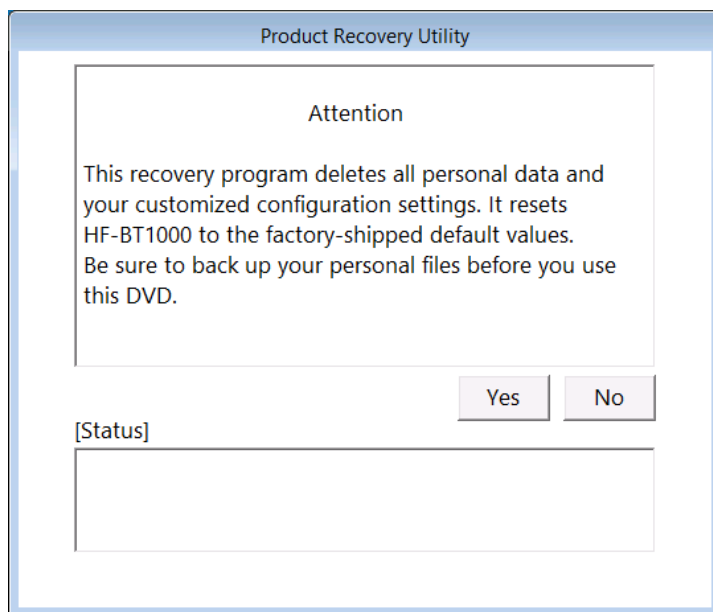 Product Recovery Utility
Attention
This recovery program deletes all personal data and
your customized configuration settings. It resets
HF-BT1000 to the factory-shipped default values.
Be sure to back up your personal files before you use
this DVD.
Yes No
[Status]